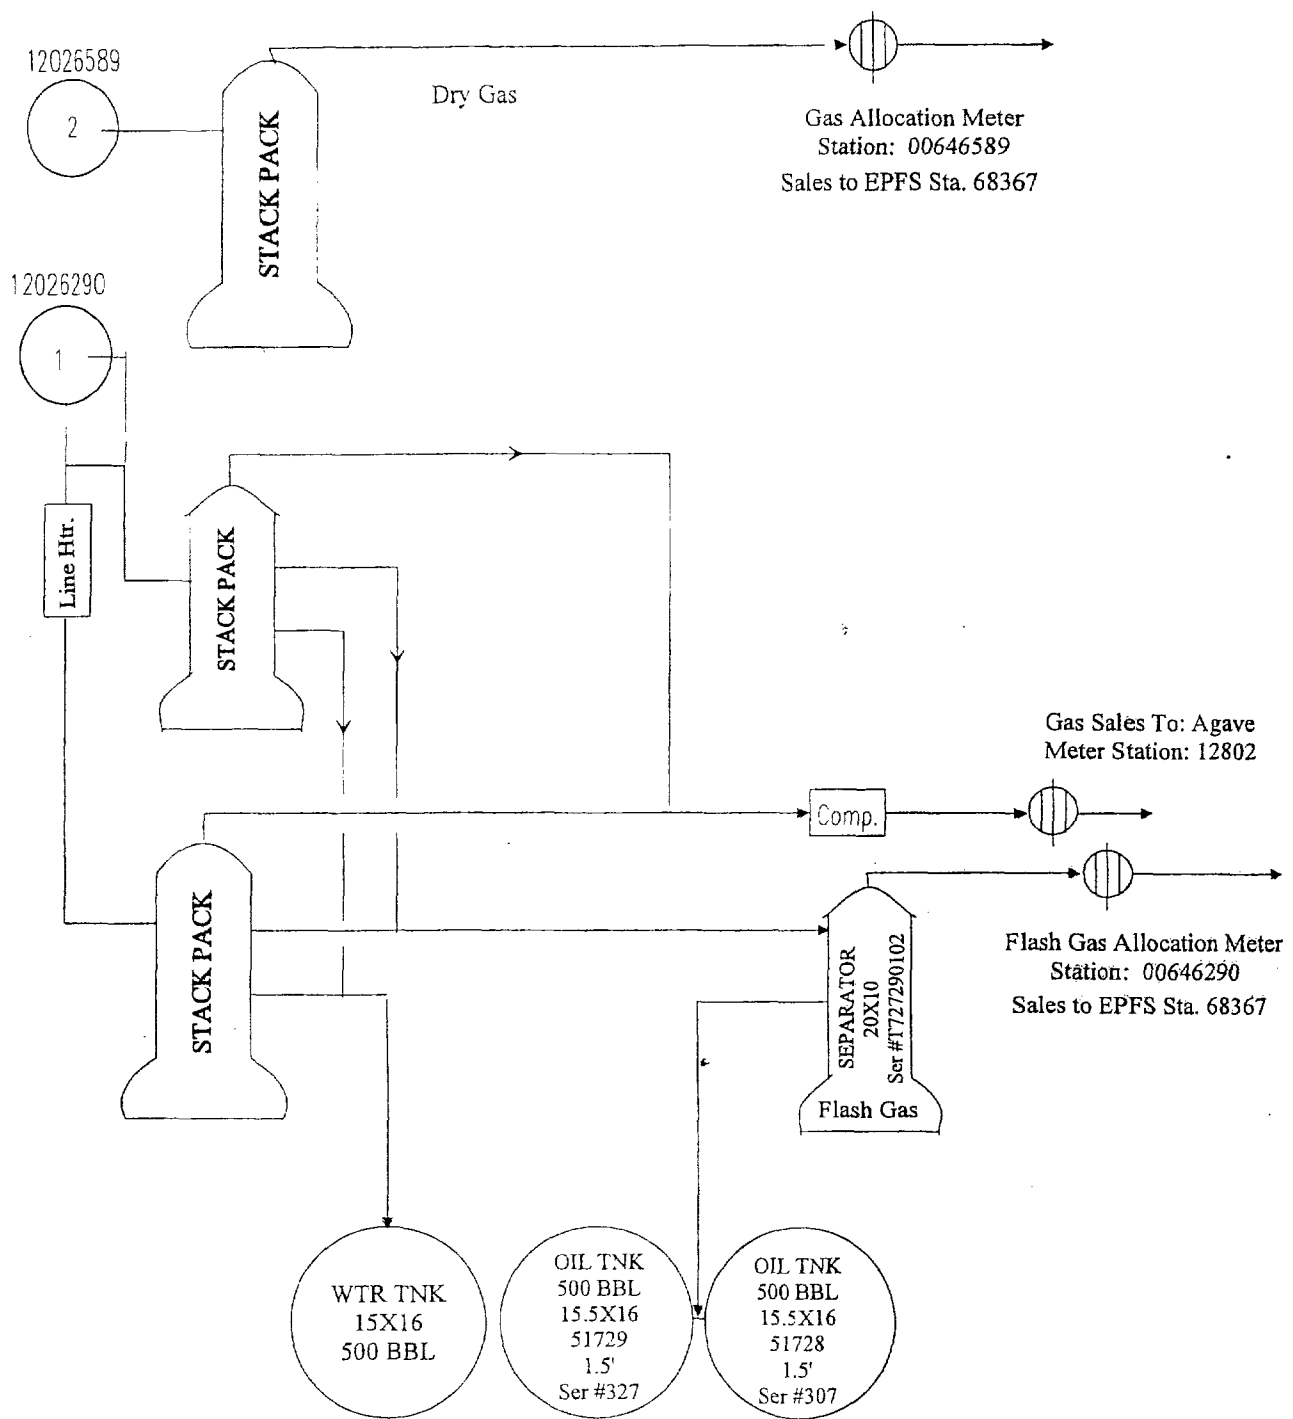 12026589
2
STACK PACK
Dry Gas
Gas Allocation Meter
Station: 00646589
Sales to EPFS Sta. 68367
12026290
1
Line Htr.
STACK PACK
Gas Sales To: Agave
Meter Station: 12802
Comp.
STACK PACK
SEPARATOR
20X10
Ser #T727290102
Flash Gas
Flash Gas Allocation Meter
Station: 00646290
Sales to EPFS Sta. 68367
WTR TNK
15X16
500 BBL
OIL TNK
500 BBL
15.5X16
51729
1.5'
Ser #327
OIL TNK
500 BBL
15.5X16
51728
1.5'
Ser #307